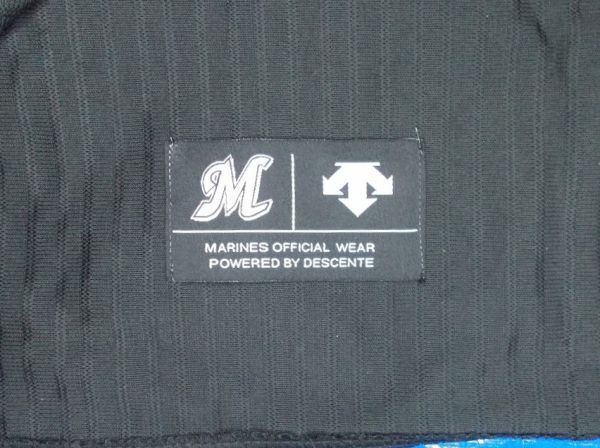 M
MARINES OFFICIAL WEAR
POWERED BY DESCENTE